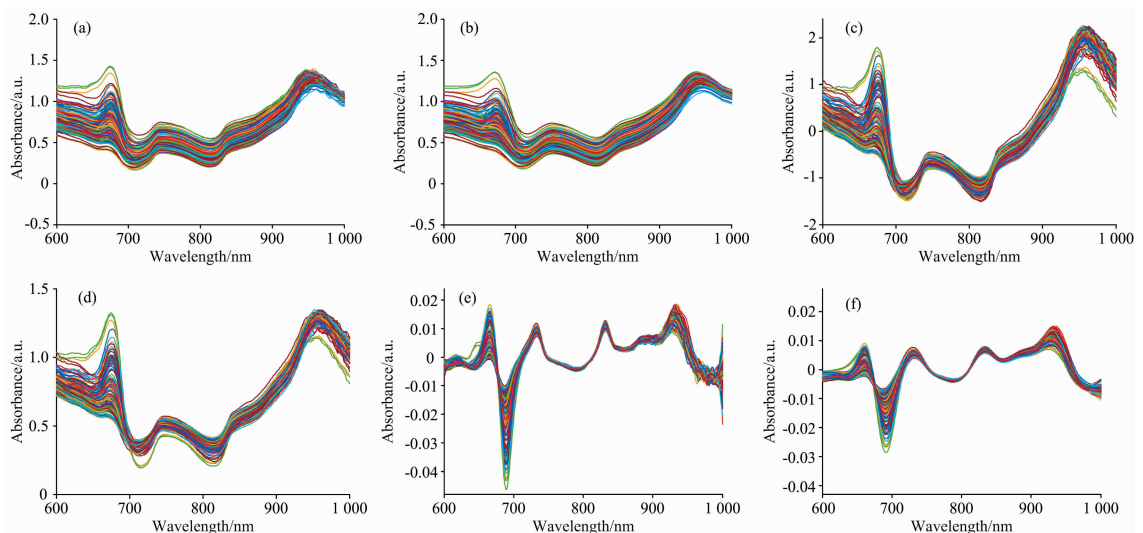 (a)
2.0
1.5
1.0
0.5
0
-0.5
Absorbance/a.u.
600 700 800 900 1 000
Wavelength/nm
(b)
2.0
1.5
1.0
0.5
0
-0.5
Absorbance/a.u.
600 700 800 900 1 000
Wavelength/nm
(c)
2
1
0
-1
-2
Absorbance/a.u.
600 700 800 900 1 000
Wavelength/nm
(d)
1.5
1.0
0.5
0
Absorbance/a.u.
600 700 800 900 1 000
Wavelength/nm
(e)
0.02
0.01
0
-0.01
-0.02
-0.03
-0.04
Absorbance/a.u.
600 700 800 900 1 000
Wavelength/nm
(f)
0.02
0.01
0
-0.01
-0.02
-0.03
-0.04
Absorbance/a.u.
600 700 800 900 1 000
Wavelength/nm